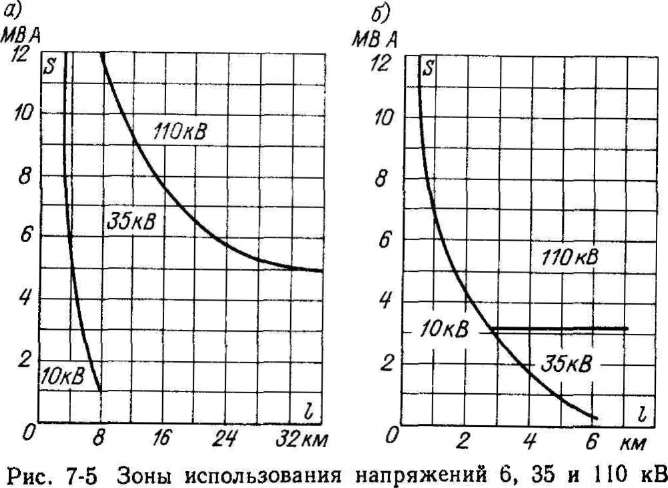 а)
МВА
12
S
10
8
6
4
2
0
110кВ
35кВ
10кВ
l
8
16
24
32 км
б)
МВА
12
S
10
8
6
4
2
0
110кВ
10кВ
35кВ
l
2
4
6
км
Рис. 7-5 Зоны использования напряжений 6, 35 и 110 кВ